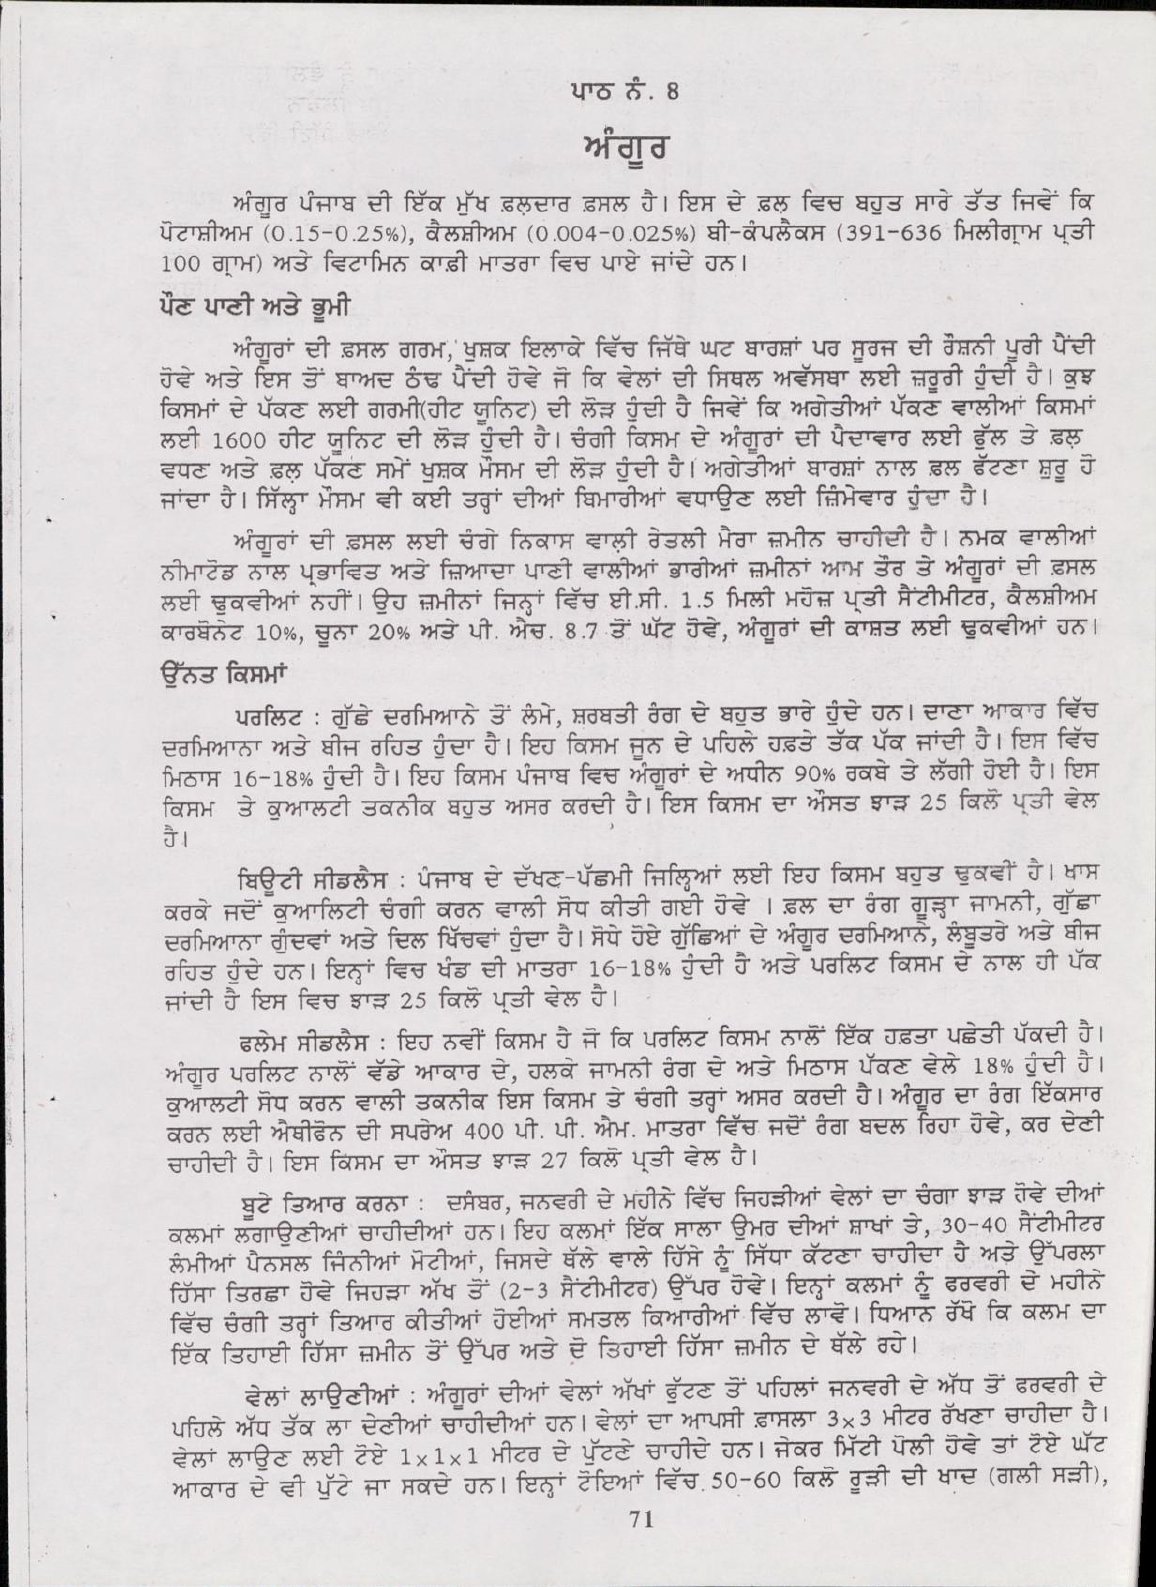 ਪਾਠ ਨੰ. 8
ਅੰਗੂਰ
ਅੰਗੂਰ ਪੰਜਾਬ ਦੀ ਇੱਕ ਮੁੱਖ ਫ਼ਲਦਾਰ ਫ਼ਸਲ ਹੈ। ਇਸ ਦੇ ਫ਼ਲ ਵਿਚ ਬਹੁਤ ਸਾਰੇ ਤੱਤ ਜਿਵੇਂ ਕਿ
ਪੋਟਾਸ਼ੀਅਮ (0.15-0.25%), ਕੈਲਸ਼ੀਅਮ (0.004-0.025%) ਬੀ-ਕੰਪਲੈਕਸ (391-636 ਮਿਲੀਗ੍ਰਾਮ ਪ੍ਰਤੀ
100 ਗ੍ਰਾਮ) ਅਤੇ ਵਿਟਾਮਿਨ ਕਾਫ਼ੀ ਮਾਤਰਾ ਵਿਚ ਪਾਏ ਜਾਂਦੇ ਹਨ।
ਪੌਣ ਪਾਣੀ ਅਤੇ ਭੂਮੀ
ਅੰਗੂਰਾਂ ਦੀ ਫ਼ਸਲ ਗਰਮ, ਖੁਸ਼ਕ ਇਲਾਕੇ ਵਿੱਚ ਜਿੱਥੇ ਘਟ ਬਾਰਸ਼ਾਂ ਪਰ ਸੂਰਜ ਦੀ ਰੌਸ਼ਨੀ ਪੂਰੀ ਪੈਂਦੀ
ਹੋਵੇ ਅਤੇ ਇਸ ਤੋਂ ਬਾਅਦ ਠੰਢ ਪੈਂਦੀ ਹੋਵੇ ਜੋ ਕਿ ਵੇਲਾਂ ਦੀ ਸਿਥਲ ਅਵੱਸਥਾ ਲਈ ਜ਼ਰੂਰੀ ਹੁੰਦੀ ਹੈ। ਕੁਝ
ਕਿਸਮਾਂ ਦੇ ਪੱਕਣ ਲਈ ਗਰਮੀ(ਹੀਟ ਯੂਨਿਟ) ਦੀ ਲੋੜ ਹੁੰਦੀ ਹੈ ਜਿਵੇਂ ਕਿ ਅਗੇਤੀਆਂ ਪੱਕਣ ਵਾਲੀਆਂ ਕਿਸਮਾਂ
ਲਈ 1600 ਹੀਟ ਯੂਨਿਟ ਦੀ ਲੋੜ ਹੁੰਦੀ ਹੈ। ਚੰਗੀ ਕਿਸਮ ਦੇ ਅੰਗੂਰਾਂ ਦੀ ਪੈਦਾਵਾਰ ਲਈ ਫੁੱਲ ਤੇ ਫ਼ਲ
ਵਧਣ ਅਤੇ ਫ਼ਲ ਪੱਕਣ ਸਮੇਂ ਖੁਸ਼ਕ ਮੌਸਮ ਦੀ ਲੋੜ ਹੁੰਦੀ ਹੈ। ਅਗੇਤੀਆਂ ਬਾਰਸ਼ਾਂ ਨਾਲ ਫਲ ਫੱਟਣਾ ਸ਼ੁਰੂ ਹੋ
ਜਾਂਦਾ ਹੈ। ਸਿੱਲ੍ਹਾ ਮੌਸਮ ਵੀ ਕਈ ਤਰ੍ਹਾਂ ਦੀਆਂ ਬਿਮਾਰੀਆਂ ਵਧਾਉਣ ਲਈ ਜ਼ਿੰਮੇਵਾਰ ਹੁੰਦਾ ਹੈ।
ਅੰਗੂਰਾਂ ਦੀ ਫ਼ਸਲ ਲਈ ਚੰਗੇ ਨਿਕਾਸ ਵਾਲੀ ਰੇਤਲੀ ਮੈਰਾ ਜ਼ਮੀਨ ਚਾਹੀਦੀ ਹੈ। ਨਮਕ ਵਾਲੀਆਂ
ਨੀਮਾਟੋਡ ਨਾਲ ਪ੍ਰਭਾਵਿਤ ਅਤੇ ਜ਼ਿਆਦਾ ਪਾਣੀ ਵਾਲੀਆਂ ਭਾਰੀਆਂ ਜ਼ਮੀਨਾਂ ਆਮ ਤੌਰ ਤੇ ਅੰਗੂਰਾਂ ਦੀ ਫ਼ਸਲ
ਲਈ ਢੁਕਵੀਆਂ ਨਹੀਂ। ਉਹ ਜ਼ਮੀਨਾਂ ਜਿਨ੍ਹਾਂ ਵਿੱਚ ਈ.ਸੀ. 1.5 ਮਿਲੀ ਮਹੋਜ਼ ਪ੍ਰਤੀ ਸੈਂਟੀਮੀਟਰ, ਕੈਲਸ਼ੀਅਮ
ਕਾਰਬੋਨੇਟ 10%, ਚੂਨਾ 20% ਅਤੇ ਪੀ. ਐਚ. 8.7 ਤੋਂ ਘੱਟ ਹੋਵੇ, ਅੰਗੂਰਾਂ ਦੀ ਕਾਸ਼ਤ ਲਈ ਢੁਕਵੀਆਂ ਹਨ।
ਉੱਨਤ ਕਿਸਮਾਂ
ਪਰਲਿਟ : ਗੁੱਛੇ ਦਰਮਿਆਨੇ ਤੋਂ ਲੰਮੇ, ਸ਼ਰਬਤੀ ਰੰਗ ਦੇ ਬਹੁਤ ਭਾਰੇ ਹੁੰਦੇ ਹਨ। ਦਾਣਾ ਆਕਾਰ ਵਿੱਚ
ਦਰਮਿਆਨਾ ਅਤੇ ਬੀਜ ਰਹਿਤ ਹੁੰਦਾ ਹੈ। ਇਹ ਕਿਸਮ ਜੂਨ ਦੇ ਪਹਿਲੇ ਹਫ਼ਤੇ ਤੱਕ ਪੱਕ ਜਾਂਦੀ ਹੈ। ਇਸ ਵਿੱਚ
ਮਿਠਾਸ 16-18% ਹੁੰਦੀ ਹੈ। ਇਹ ਕਿਸਮ ਪੰਜਾਬ ਵਿਚ ਅੰਗੂਰਾਂ ਦੇ ਅਧੀਨ 90% ਰਕਬੇ ਤੇ ਲੱਗੀ ਹੋਈ ਹੈ। ਇਸ
ਕਿਸਮ ਤੇ ਕੁਆਲਟੀ ਤਕਨੀਕ ਬਹੁਤ ਅਸਰ ਕਰਦੀ ਹੈ। ਇਸ ਕਿਸਮ ਦਾ ਔਸਤ ਝਾੜ 25 ਕਿਲੋ ਪ੍ਰਤੀ ਵੇਲ
ਹੈ।
ਬਿਊਟੀ ਸੀਡਲੈਸ : ਪੰਜਾਬ ਦੇ ਦੱਖਣ-ਪੱਛਮੀ ਜਿਲ੍ਹਿਆਂ ਲਈ ਇਹ ਕਿਸਮ ਬਹੁਤ ਢੁਕਵੀਂ ਹੈ। ਖਾਸ
ਕਰਕੇ ਜਦੋਂ ਕੁਆਲਿਟੀ ਚੰਗੀ ਕਰਨ ਵਾਲੀ ਸੋਧ ਕੀਤੀ ਗਈ ਹੋਵੇ । ਫ਼ਲ ਦਾ ਰੰਗ ਗੂੜ੍ਹਾ ਜਾਮਨੀ, ਗੁੱਛਾ
ਦਰਮਿਆਨਾ ਗੁੰਦਵਾਂ ਅਤੇ ਦਿਲ ਖਿੱਚਵਾਂ ਹੁੰਦਾ ਹੈ। ਸੋਧੇ ਹੋਏ ਗੁੱਛਿਆਂ ਦੇ ਅੰਗੂਰ ਦਰਮਿਆਨੇ, ਲੰਬੂਤਰੇ ਅਤੇ ਬੀਜ
ਰਹਿਤ ਹੁੰਦੇ ਹਨ। ਇਨ੍ਹਾਂ ਵਿਚ ਖੰਡ ਦੀ ਮਾਤਰਾ 16-18% ਹੁੰਦੀ ਹੈ ਅਤੇ ਪਰਲਿਟ ਕਿਸਮ ਦੇ ਨਾਲ ਹੀ ਪੱਕ
ਜਾਂਦੀ ਹੈ ਇਸ ਵਿਚ ਝਾੜ 25 ਕਿਲੋ ਪ੍ਰਤੀ ਵੇਲ ਹੈ।
ਫਲੇਮ ਸੀਡਲੈਸ : ਇਹ ਨਵੀਂ ਕਿਸਮ ਹੈ ਜੋ ਕਿ ਪਰਲਿਟ ਕਿਸਮ ਨਾਲੋਂ ਇੱਕ ਹਫ਼ਤਾ ਪਛੇਤੀ ਪੱਕਦੀ ਹੈ।
ਅੰਗੂਰ ਪਰਲਿਟ ਨਾਲੋਂ ਵੱਡੇ ਆਕਾਰ ਦੇ, ਹਲਕੇ ਜਾਮਨੀ ਰੰਗ ਦੇ ਅਤੇ ਮਿਠਾਸ ਪੱਕਣ ਵੇਲੇ 18% ਹੁੰਦੀ ਹੈ।
ਕੁਆਲਟੀ ਸੋਧ ਕਰਨ ਵਾਲੀ ਤਕਨੀਕ ਇਸ ਕਿਸਮ ਤੇ ਚੰਗੀ ਤਰ੍ਹਾਂ ਅਸਰ ਕਰਦੀ ਹੈ। ਅੰਗੂਰ ਦਾ ਰੰਗ ਇੱਕਸਾਰ
ਕਰਨ ਲਈ ਐਥੀਫੋਨ ਦੀ ਸਪਰੇਅ 400 ਪੀ. ਪੀ. ਐਮ. ਮਾਤਰਾ ਵਿੱਚ ਜਦੋਂ ਰੰਗ ਬਦਲ ਰਿਹਾ ਹੋਵੇ, ਕਰ ਦੇਣੀ
ਚਾਹੀਦੀ ਹੈ। ਇਸ ਕਿਸਮ ਦਾ ਔਸਤ ਝਾੜ 27 ਕਿਲੋ ਪ੍ਰਤੀ ਵੇਲ ਹੈ।
ਬੂਟੇ ਤਿਆਰ ਕਰਨਾ : ਦਸੰਬਰ, ਜਨਵਰੀ ਦੇ ਮਹੀਨੇ ਵਿੱਚ ਜਿਹੜੀਆਂ ਵੇਲਾਂ ਦਾ ਚੰਗਾ ਝਾੜ ਹੋਵੇ ਦੀਆਂ
ਕਲਮਾਂ ਲਗਾਉਣੀਆਂ ਚਾਹੀਦੀਆਂ ਹਨ। ਇਹ ਕਲਮਾਂ ਇੱਕ ਸਾਲਾ ਉਮਰ ਦੀਆਂ ਸ਼ਾਖਾਂ ਤੇ, 30-40 ਸੈਂਟੀਮੀਟਰ
ਲੰਮੀਆਂ ਪੈਨਸਲ ਜਿੰਨੀਆਂ ਮੋਟੀਆਂ, ਜਿਸਦੇ ਥੱਲੇ ਵਾਲੇ ਹਿੱਸੇ ਨੂੰ ਸਿੱਧਾ ਕੱਟਣਾ ਚਾਹੀਦਾ ਹੈ ਅਤੇ ਉੱਪਰਲਾ
ਹਿੱਸਾ ਤਿਰਛਾ ਹੋਵੇ ਜਿਹੜਾ ਅੱਖ ਤੋਂ (2-3 ਸੈਂਟੀਮੀਟਰ) ਉੱਪਰ ਹੋਵੇ। ਇਨ੍ਹਾਂ ਕਲਮਾਂ ਨੂੰ ਫਰਵਰੀ ਦੇ ਮਹੀਨੇ
ਵਿੱਚ ਚੰਗੀ ਤਰ੍ਹਾਂ ਤਿਆਰ ਕੀਤੀਆਂ ਹੋਈਆਂ ਸਮਤਲ ਕਿਆਰੀਆਂ ਵਿੱਚ ਲਾਵੋ। ਧਿਆਨ ਰੱਖੋ ਕਿ ਕਲਮ ਦਾ
ਇੱਕ ਤਿਹਾਈ ਹਿੱਸਾ ਜ਼ਮੀਨ ਤੋਂ ਉੱਪਰ ਅਤੇ ਦੋ ਤਿਹਾਈ ਹਿੱਸਾ ਜ਼ਮੀਨ ਦੇ ਥੱਲੇ ਰਹੇ।
ਵੇਲਾਂ ਲਾਉਣੀਆਂ : ਅੰਗੂਰਾਂ ਦੀਆਂ ਵੇਲਾਂ ਅੱਖਾਂ ਫੁੱਟਣ ਤੋਂ ਪਹਿਲਾਂ ਜਨਵਰੀ ਦੇ ਅੱਧ ਤੋਂ ਫਰਵਰੀ ਦੇ
ਪਹਿਲੇ ਅੱਧ ਤੱਕ ਲਾ ਦੇਣੀਆਂ ਚਾਹੀਦੀਆਂ ਹਨ। ਵੇਲਾਂ ਦਾ ਆਪਸੀ ਫ਼ਾਸਲਾ 3×3 ਮੀਟਰ ਰੱਖਣਾ ਚਾਹੀਦਾ ਹੈ।
ਵੇਲਾਂ ਲਾਉਣ ਲਈ ਟੋਏ 1×1×1 ਮੀਟਰ ਦੇ ਪੁੱਟਣੇ ਚਾਹੀਦੇ ਹਨ। ਜੇਕਰ ਮਿੱਟੀ ਪੋਲੀ ਹੋਵੇ ਤਾਂ ਟੋਏ ਘੱਟ
ਆਕਾਰ ਦੇ ਵੀ ਪੁੱਟੇ ਜਾ ਸਕਦੇ ਹਨ। ਇਨ੍ਹਾਂ ਟੋਇਆਂ ਵਿੱਚ 50-60 ਕਿਲੋ ਰੂੜੀ ਦੀ ਖਾਦ (ਗਲੀ ਸੜੀ),
71